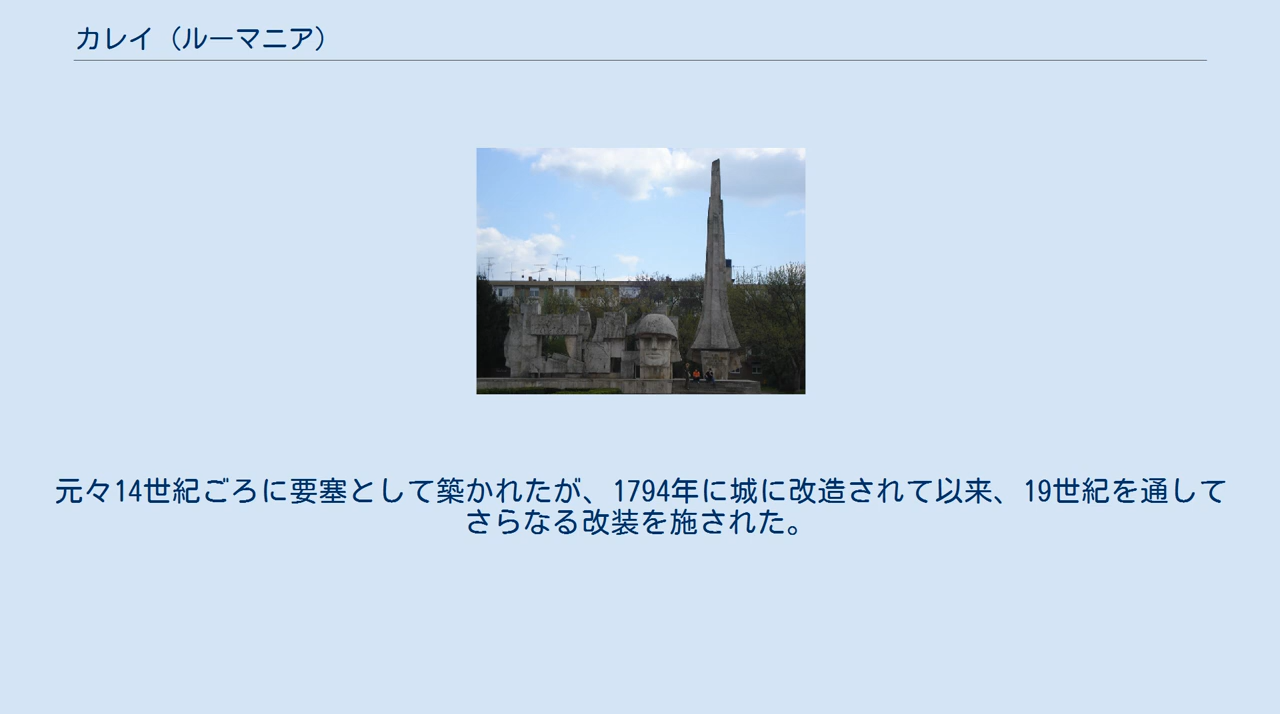 カレイ（ルーマニア）
元々14世紀ごろに要塞として築かれたが、1794年に城に改造されて以来、19世紀を通して
さらなる改装を施された。